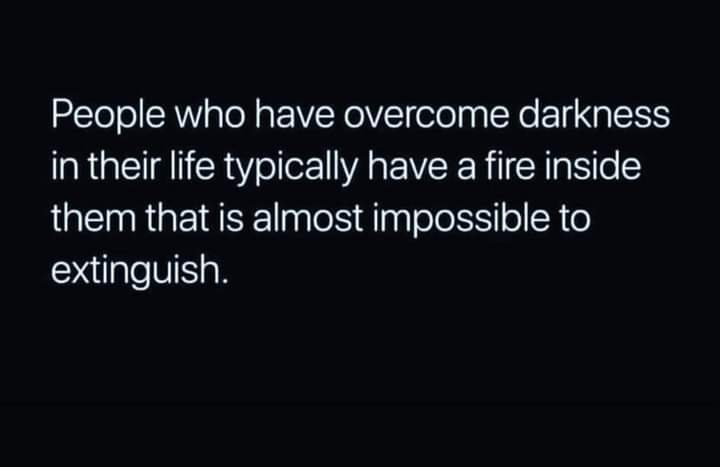 People who have overcome darkness
in their life typically have a fire inside
them that is almost impossible to
extinguish.